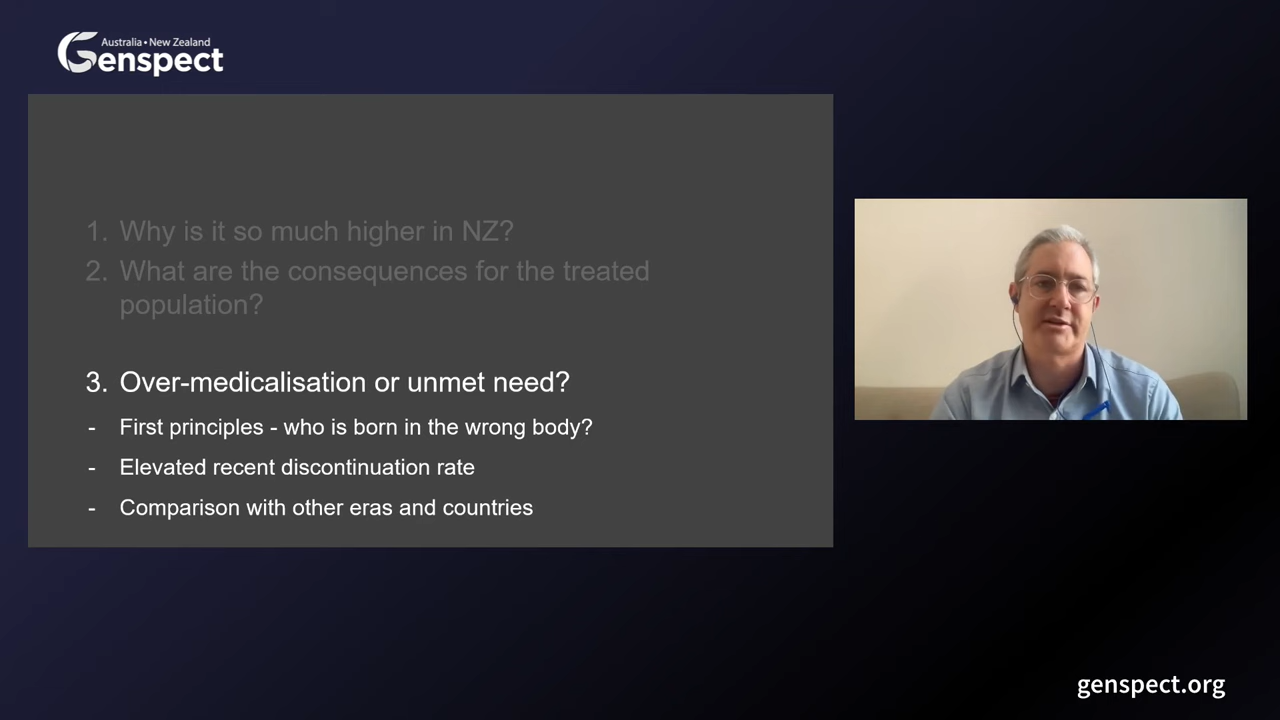 Australia • New Zealand
Genspect
1. Why is it so much higher in NZ?
2. What are the consequences for the treated
population?
3. Over-medicalisation or unmet need?
- First principles - who is born in the wrong body?
- Elevated recent discontinuation rate
- Comparison with other eras and countries
genspect.org